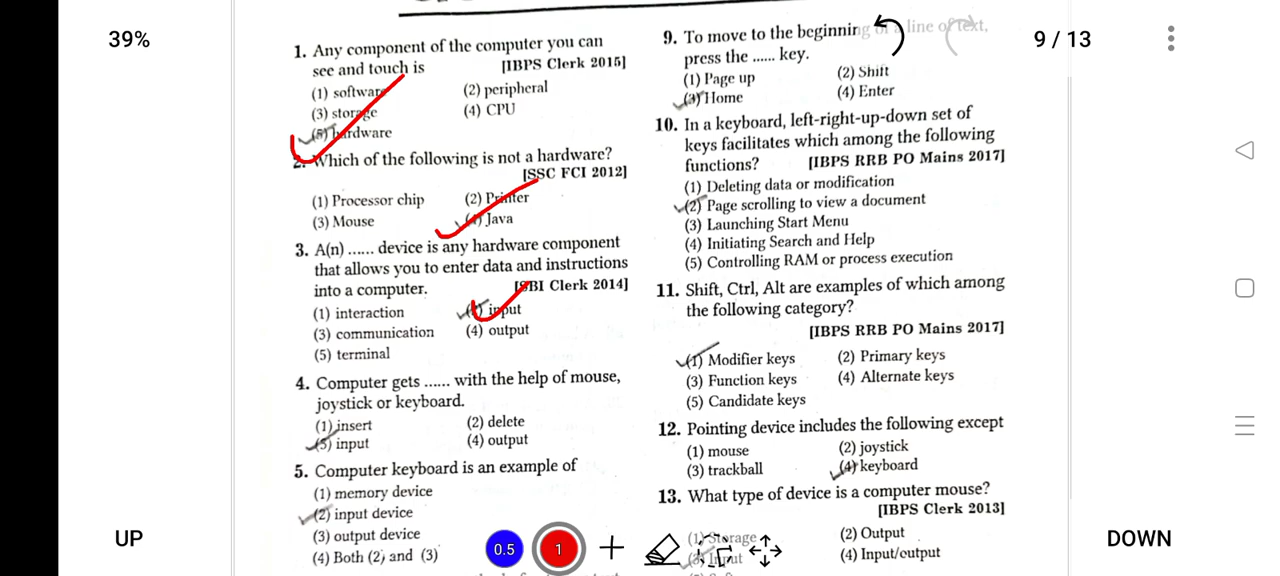 39%
9 / 13
UP
DOWN
0.5
1
1. Any component of the computer you can
see and touch is [IBPS Clerk 2015]
(1) software (2) peripheral
(3) storage (4) CPU
(5) hardware
2. Which of the following is not a hardware?
[SSC FCI 2012]
(1) Processor chip (2) Printer
(3) Mouse (4) Java
3. A(n) ...... device is any hardware component
that allows you to enter data and instructions
into a computer. [SBI Clerk 2014]
(1) interaction (2) input
(3) communication (4) output
(5) terminal
4. Computer gets ...... with the help of mouse,
joystick or keyboard.
(1) insert (2) delete
(3) input (4) output
5. Computer keyboard is an example of
(1) memory device
(2) input device
(3) output device
(4) Both (2) and (3)
9. To move to the beginning of a line of text,
press the ...... key.
(1) Page up (2) Shift
(3) Home (4) Enter
10. In a keyboard, left-right-up-down set of
keys facilitates which among the following
functions? [IBPS RRB PO Mains 2017]
(1) Deleting data or modification
(2) Page scrolling to view a document
(3) Launching Start Menu
(4) Initiating Search and Help
(5) Controlling RAM or process execution
11. Shift, Ctrl, Alt are examples of which among
the following category?
[IBPS RRB PO Mains 2017]
(1) Modifier keys (2) Primary keys
(3) Function keys (4) Alternate keys
(5) Candidate keys
12. Pointing device includes the following except
(1) mouse (2) joystick
(3) trackball (4) keyboard
13. What type of device is a computer mouse?
[IBPS Clerk 2013]
(1) Storage (2) Output
(3) Input (4) Input/output